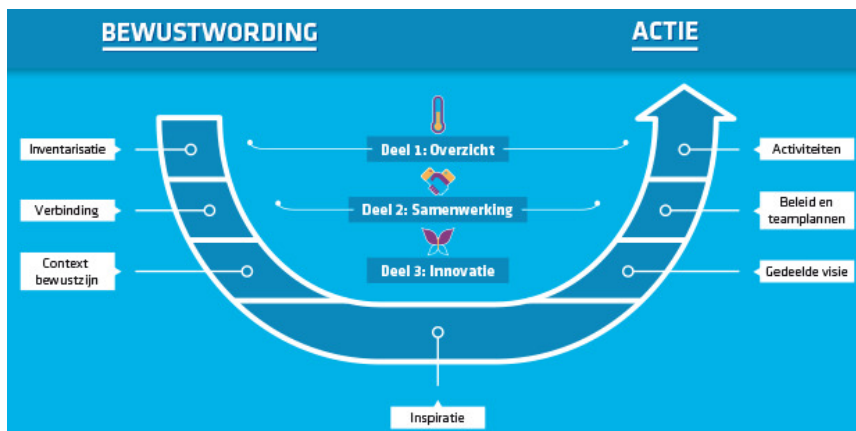 BEWUSTWORDING
ACTIE
Inventarisatie
Deel 1: Overzicht
Activiteiten
Verbinding
Deel 2: Samenwerking
Beleid en
teamplannen
Context
bewustzijn
Deel 3: Innovatie
Gedeelde visie
Inspiratie